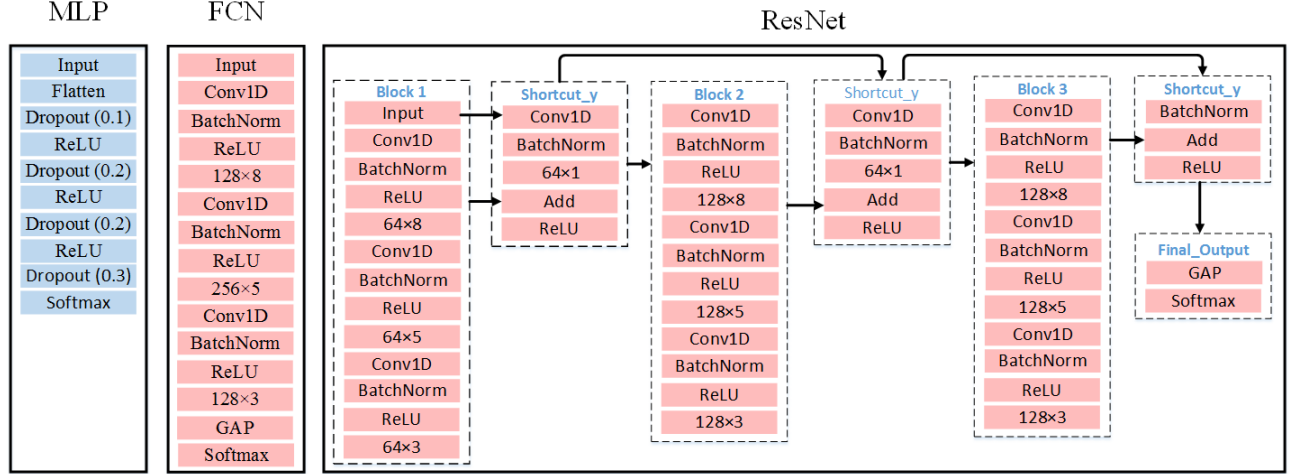 MLP
Input
Flatten
Dropout (0.1)
ReLU
Dropout (0.2)
ReLU
Dropout (0.2)
ReLU
Dropout (0.3)
Softmax
FCN
Input
Conv1D
BatchNorm
ReLU
128×8
Conv1D
BatchNorm
ReLU
256×5
Conv1D
BatchNorm
ReLU
128×3
GAP
Softmax
ResNet
Block 1
Input
Conv1D
BatchNorm
ReLU
64×8
Conv1D
BatchNorm
ReLU
64×5
Conv1D
BatchNorm
ReLU
64×3
Shortcut_y
Conv1D
BatchNorm
64×1
Add
ReLU
Block 2
Conv1D
BatchNorm
ReLU
128×8
Conv1D
BatchNorm
ReLU
128×5
Conv1D
BatchNorm
ReLU
128×3
Shortcut_y
Conv1D
BatchNorm
64×1
Add
ReLU
Block 3
Conv1D
BatchNorm
ReLU
128×8
Conv1D
BatchNorm
ReLU
128×5
Conv1D
BatchNorm
ReLU
128×3
Shortcut_y
BatchNorm
Add
ReLU
Final_Output
GAP
Softmax